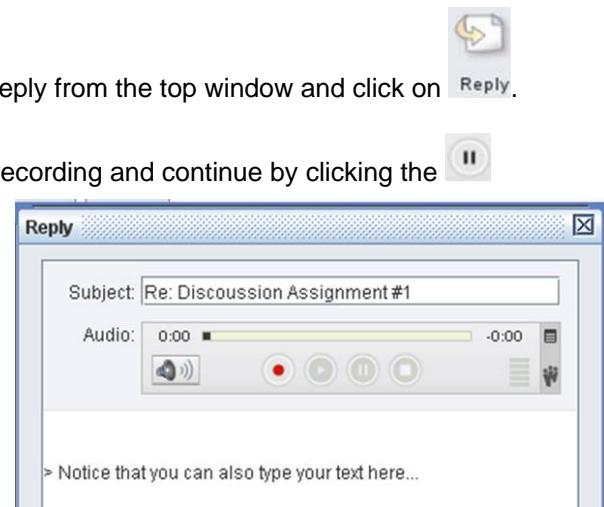 eply from the top window and click on Reply.
ecording and continue by clicking the
Reply
Subject: Re: Discoussion Assignment #1
Audio: 0:00 -0:00
> Notice that you can also type your text here...